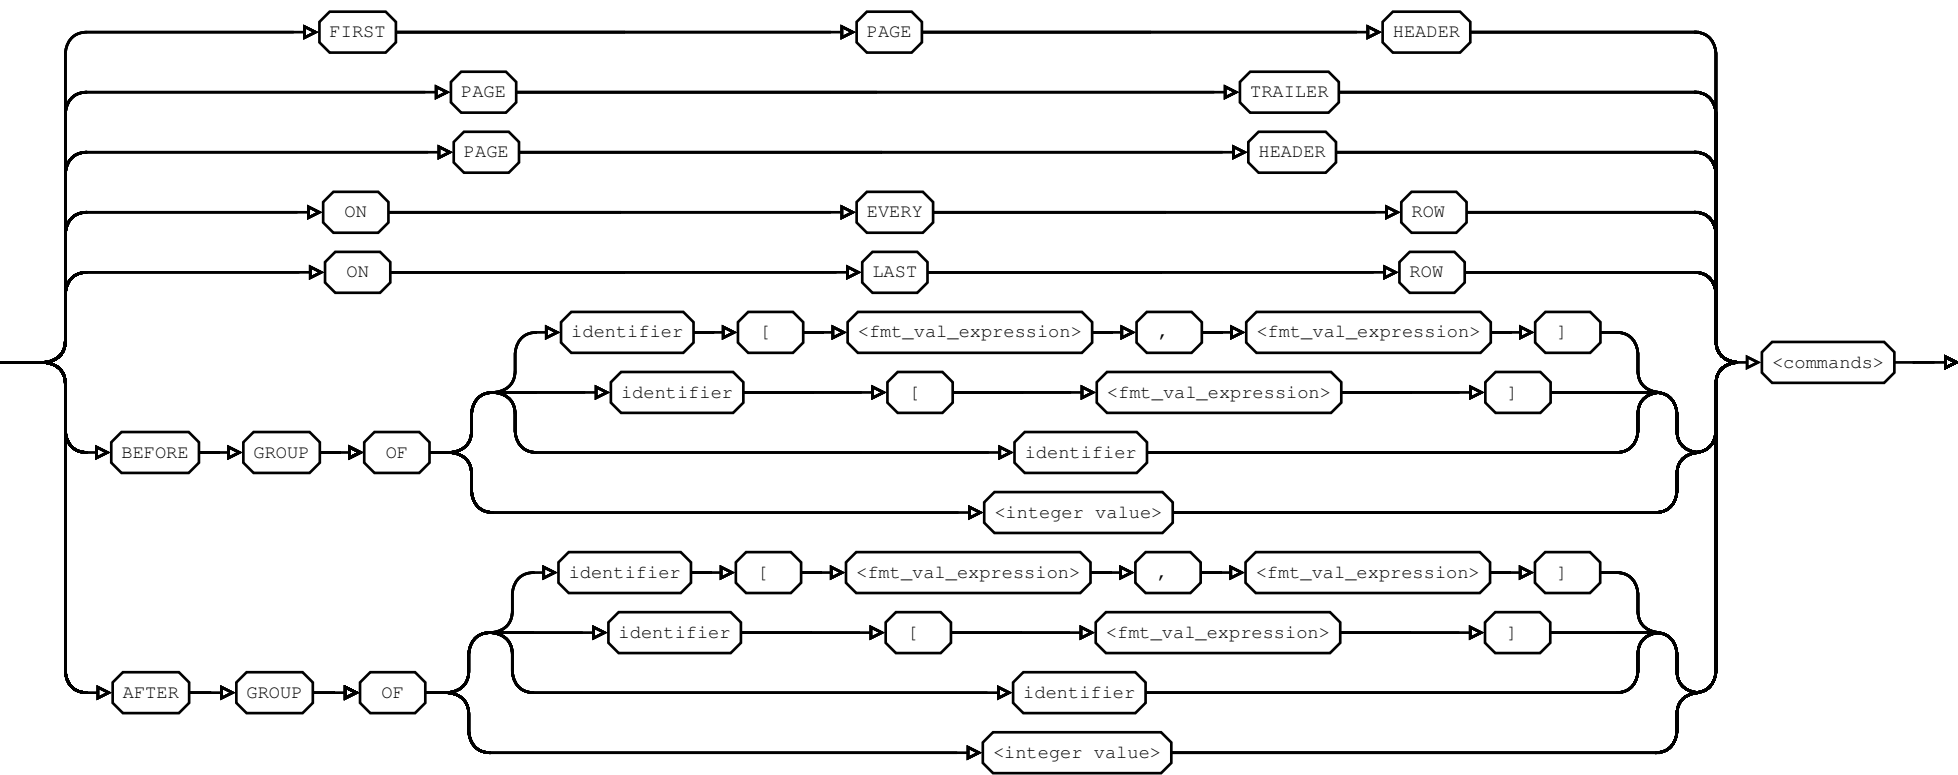 FIRST PAGE HEADER
PAGE TRAILER
PAGE HEADER
ON EVERY ROW
ON LAST ROW
identifier [ <fmt_val_expression> , <fmt_val_expression> ]
<commands>
identifier [ <fmt_val_expression> ]
BEFORE GROUP OF identifier
<integer value>
identifier [ <fmt_val_expression> , <fmt_val_expression> ]
identifier [ <fmt_val_expression> ]
AFTER GROUP OF identifier
<integer value>